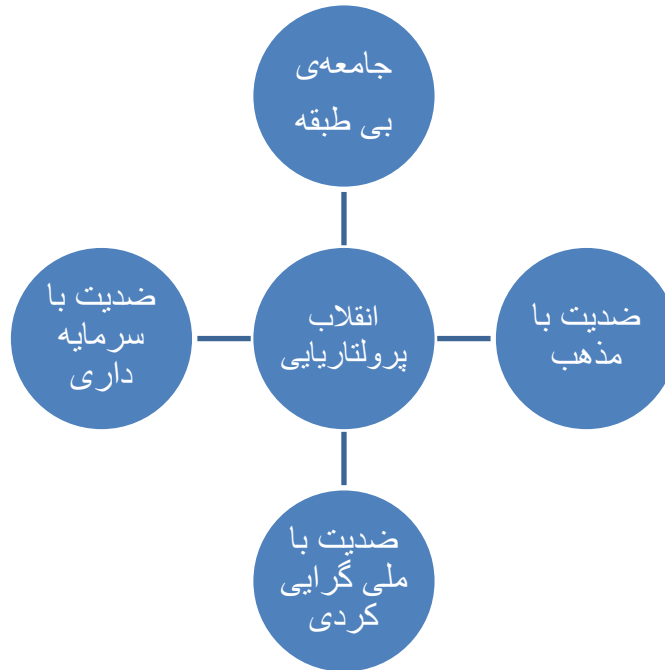 جامعه‌ی
بی طبقه
ضدیت با
مذهب
انقلاب
پرولتاریایی
ضدیت با
سرمایه
داری
ضدیت با
ملی گرایی
کردی